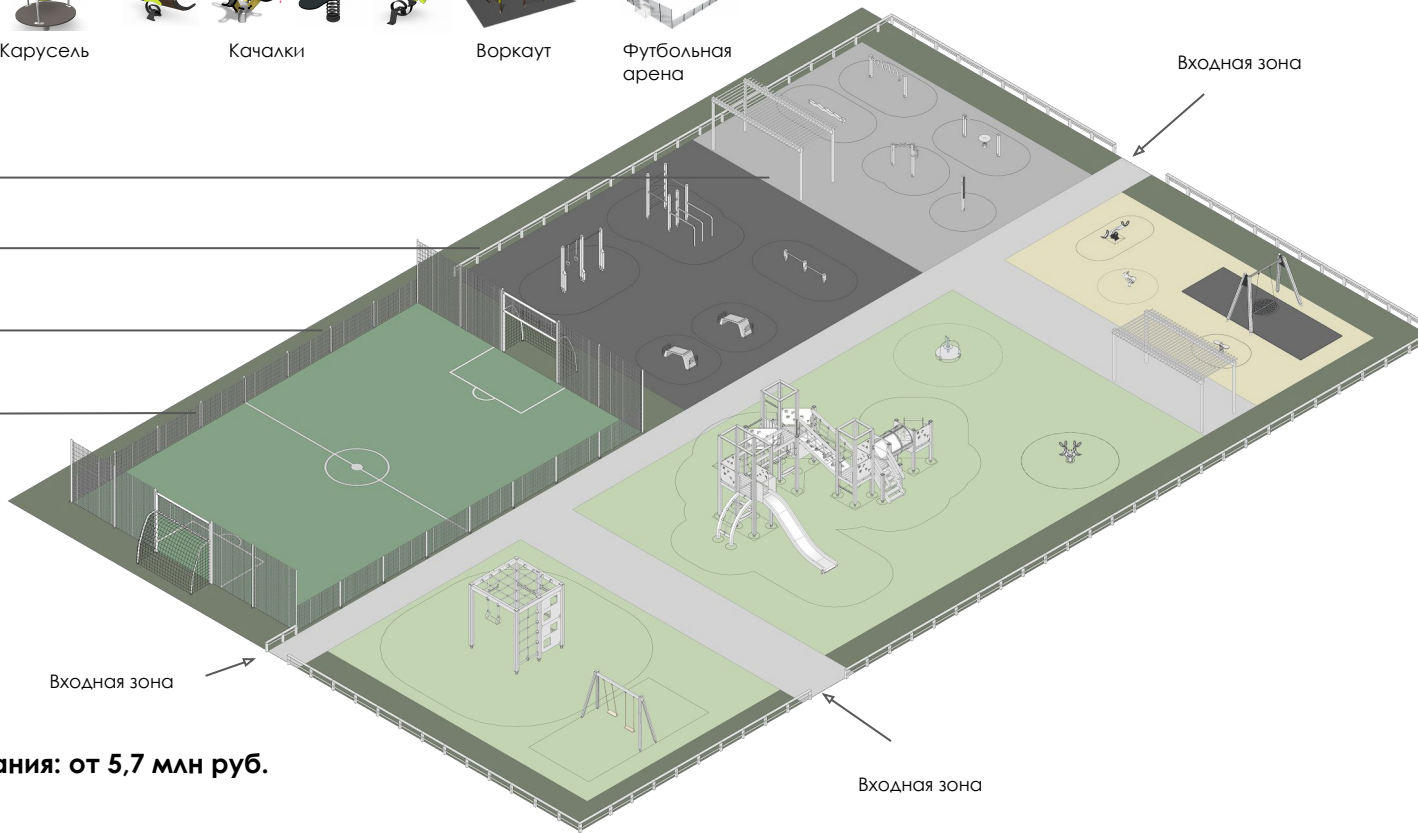 Карусель
Качалки
Воркаут
Футбольная
арена
Входная зона
Входная зона
ания: от 5,7 млн руб.
Входная зона